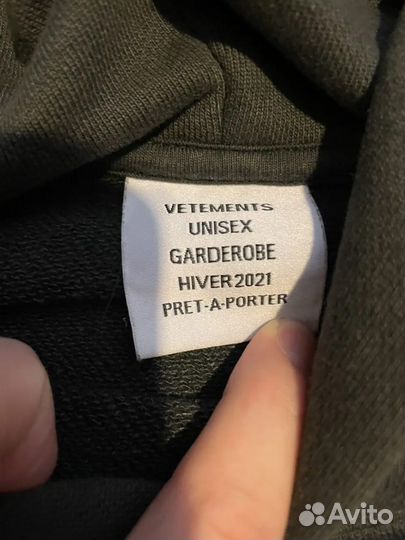 VETEMENTS
UNISEX
GARDEROBE
HIVER 2021
PRET-A-PORTER
Avito